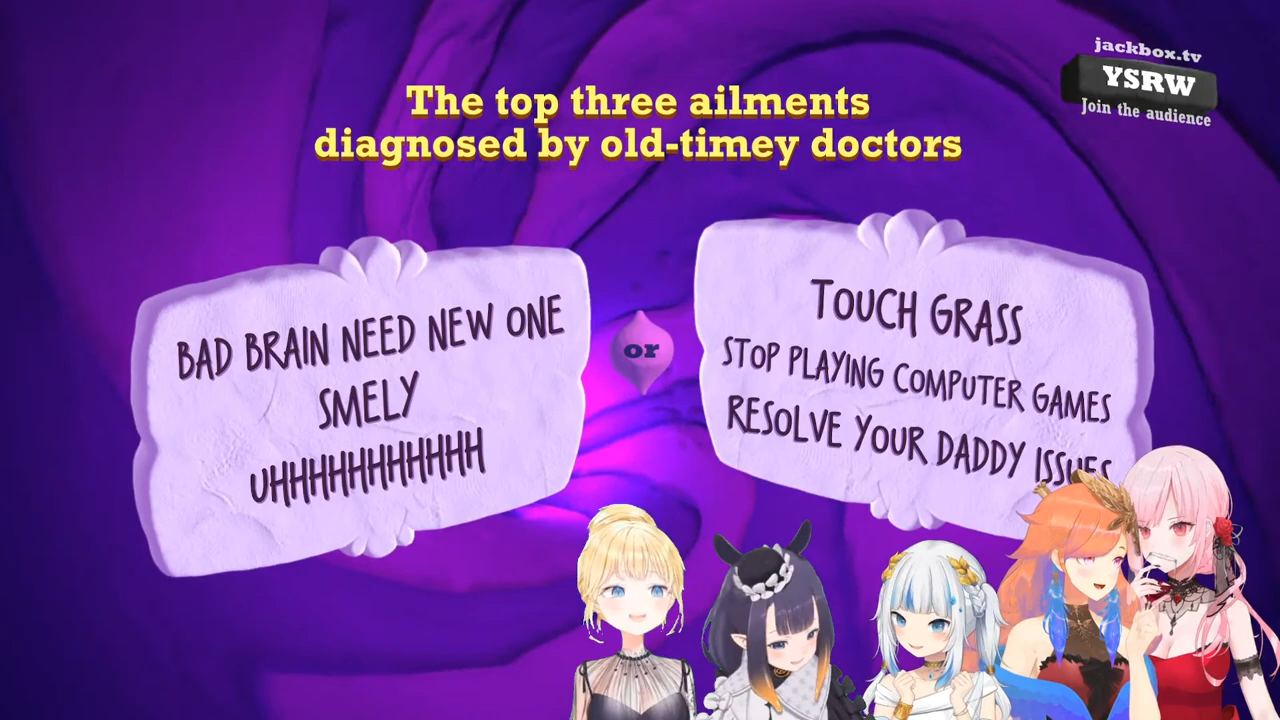 jackbox.tv
YSRW
Join the audience
The top three ailments
diagnosed by old-timey doctors
BAD BRAIN NEED NEW ONE
SMELY
UHHHHHHHHHHH
or
TOUCH GRASS
STOP PLAYING COMPUTER GAMES
RESOLVE YOUR DADDY ISSUES